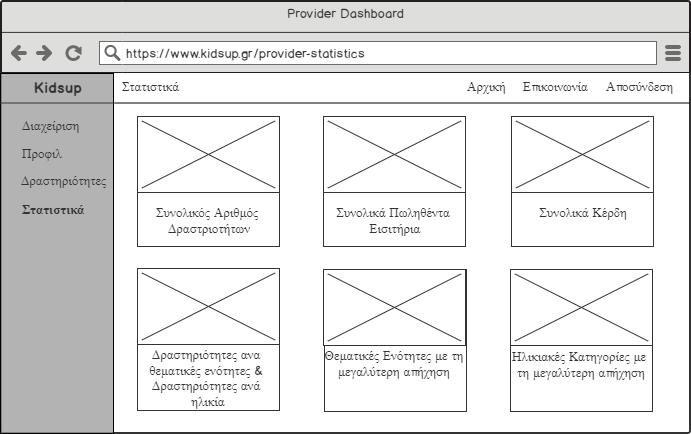 Provider Dashboard
https://www.kidsup.gr/provider-statistics
Kidsup
Στατιστικά
Αρχική
Επικοινωνία
Αποσύνδεση
Διαχείριση
Προφιλ
Δραστηριότητες
Στατιστικά
Συνολικός Αριθμός
Δραστριοτήτων
Συνολικά Πωληθέντα
Εισιτήρια
Συνολικά Κέρδη
Δραστηριότητες ανα
θεματικές ενότητες &
Δραστηριότητες ανά
ηλικία
Θεματικές Ενότητες με τη
μεγαλύτερη απήχηση
Ηλικιακές Κατηγορίες με
τη μεγαλύτερη απήχηση